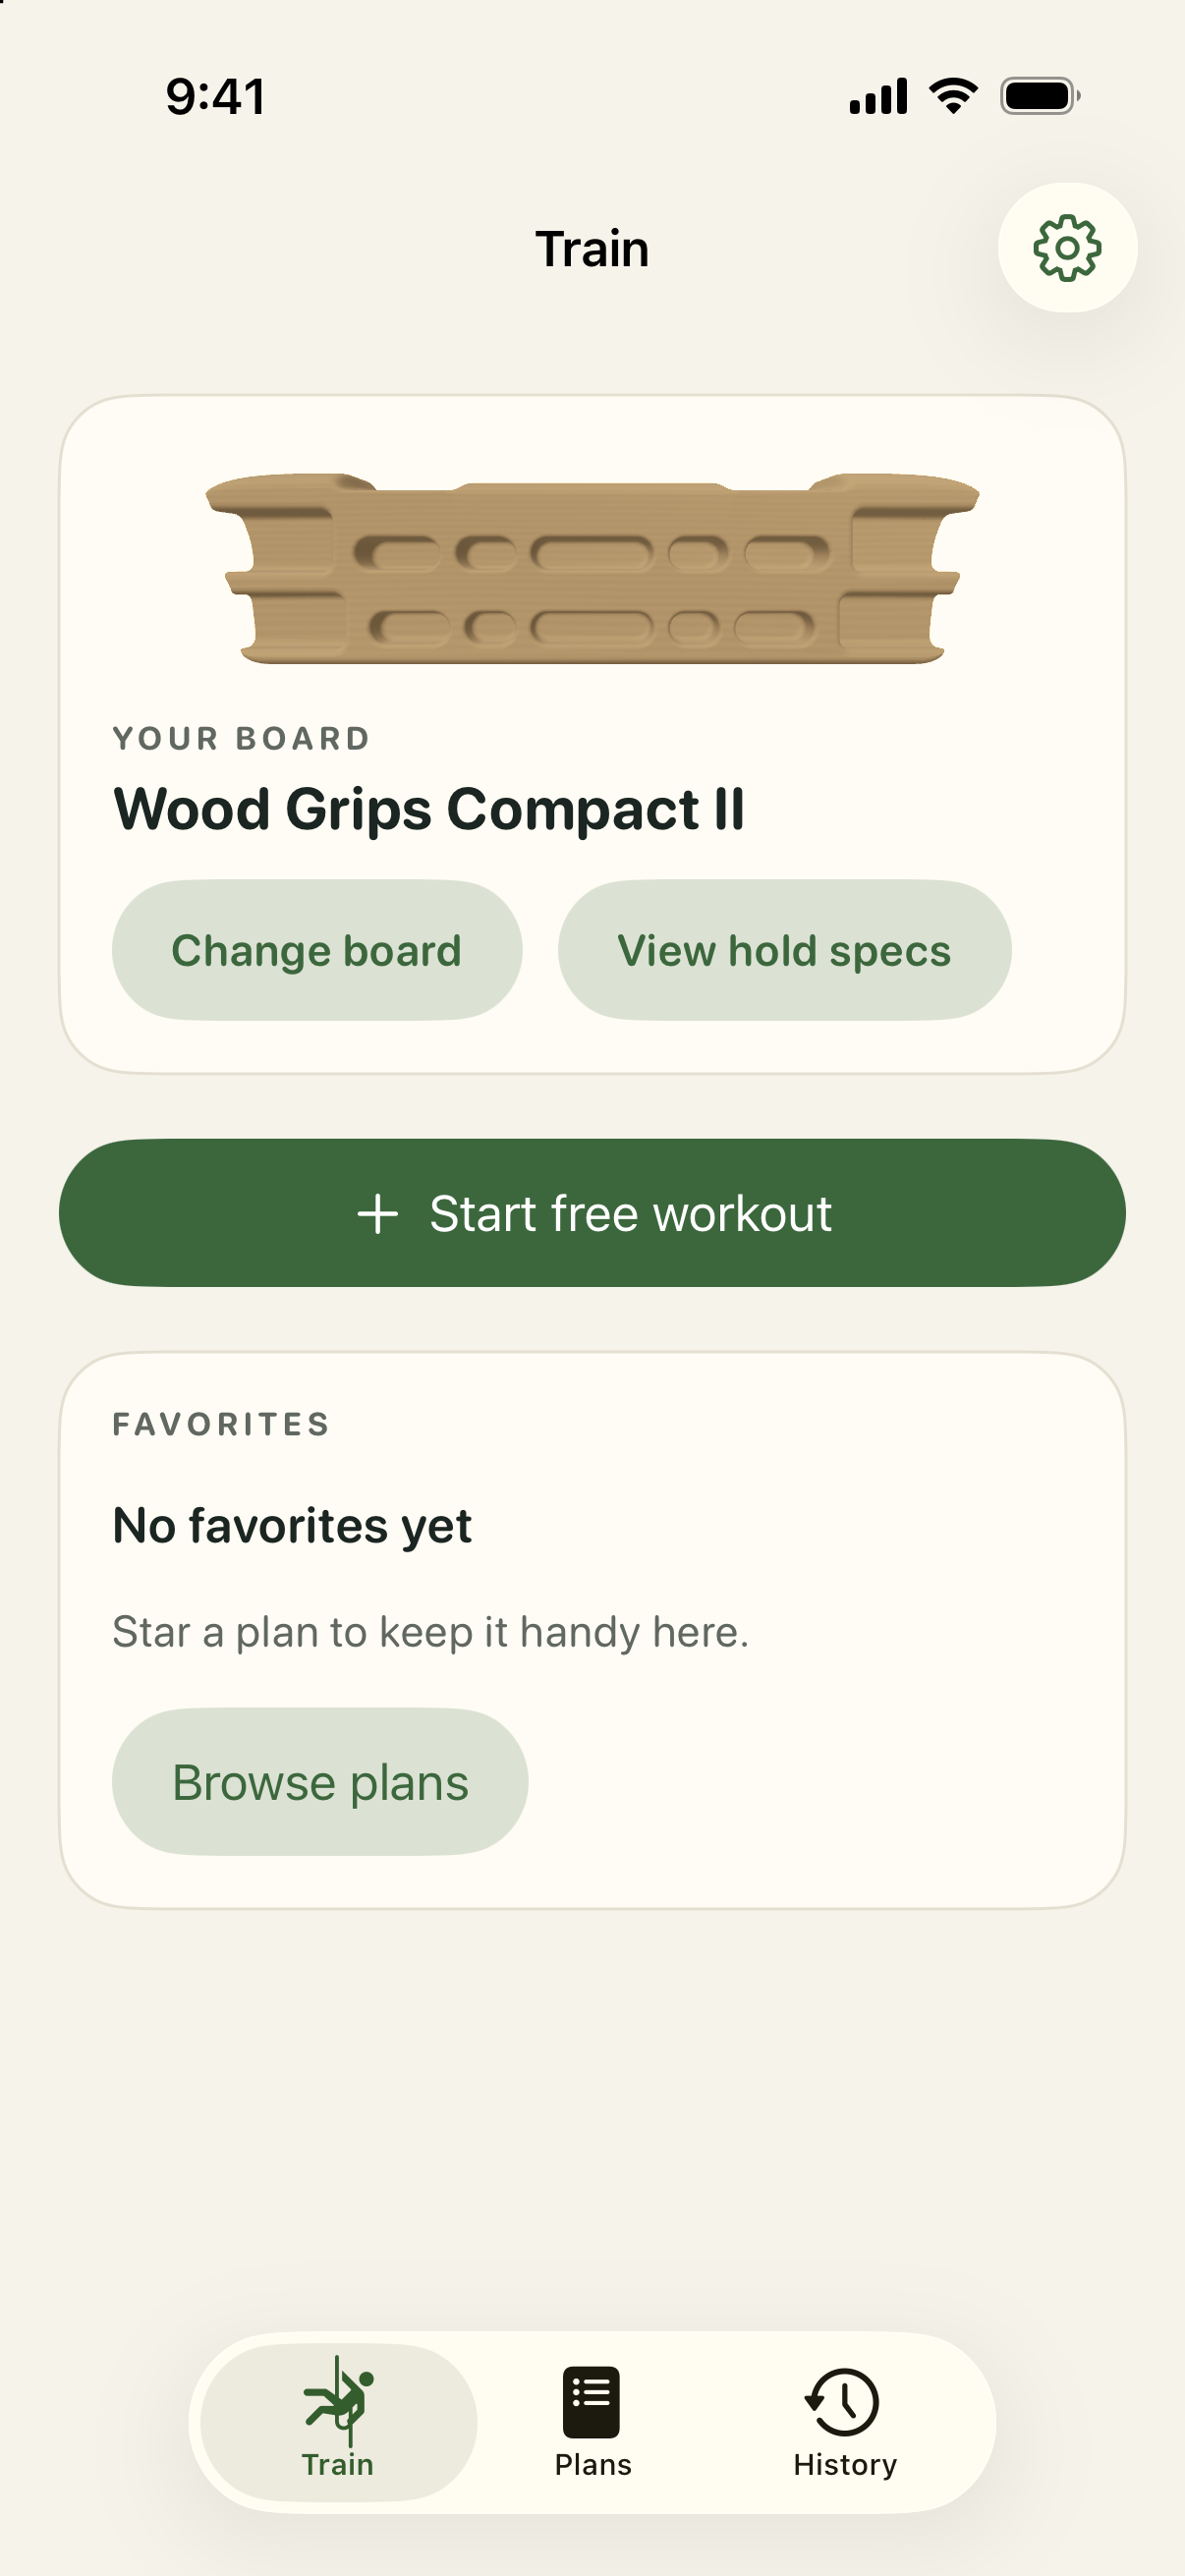 9:41
Train
YOUR BOARD
Wood Grips Compact II
Change board
View hold specs
Start free workout
FAVORITES
No favorites yet
Star a plan to keep it handy here.
Browse plans
Train
Plans
History